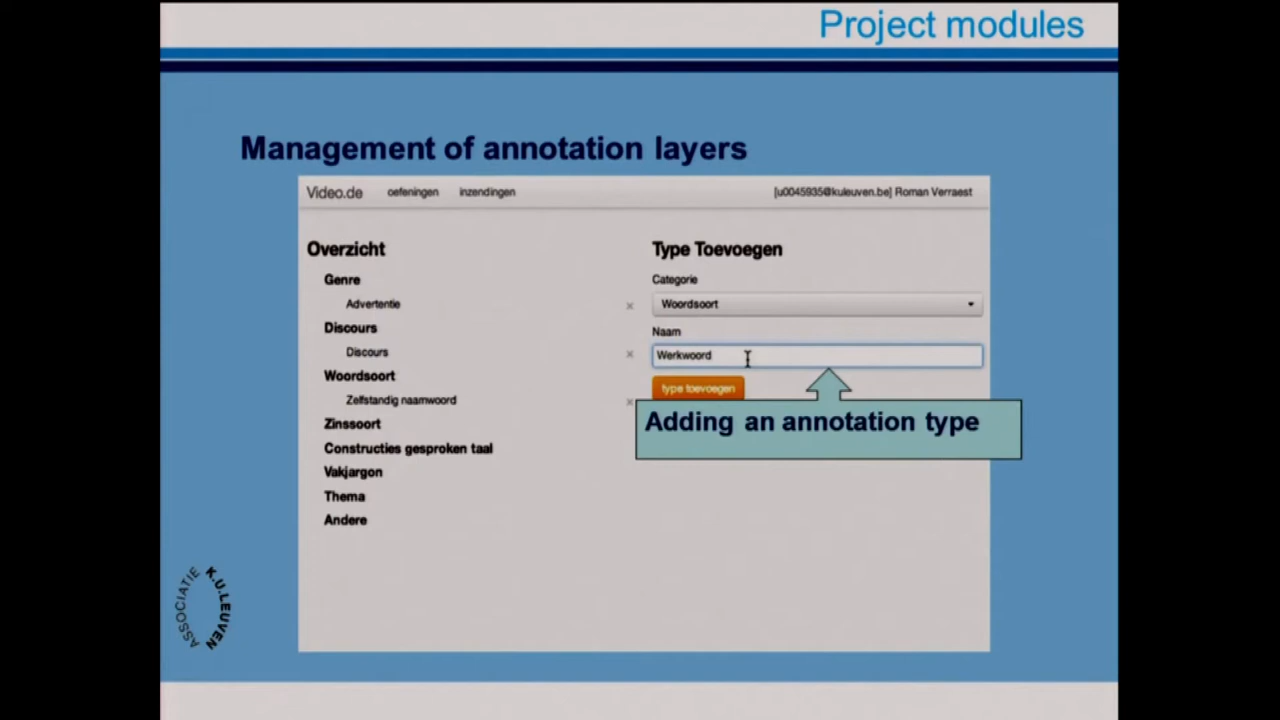 Project modules
Management of annotation layers
Video.de oefeningen inzendingen [u0045935@kuleuven.be] Roman Verraest
Overzicht
Genre
Advertentie
Discours
Discours
Woordsoort
Zelfstandig naamwoord
Zinssoort
Constructies gesproken taal
Vakjargon
Thema
Andere
Type Toevoegen
Categorie
Woordsoort
Naam
Werkwoord
type toevoegen
Adding an annotation type
ASSOCIATIE
K.U.LEUVEN